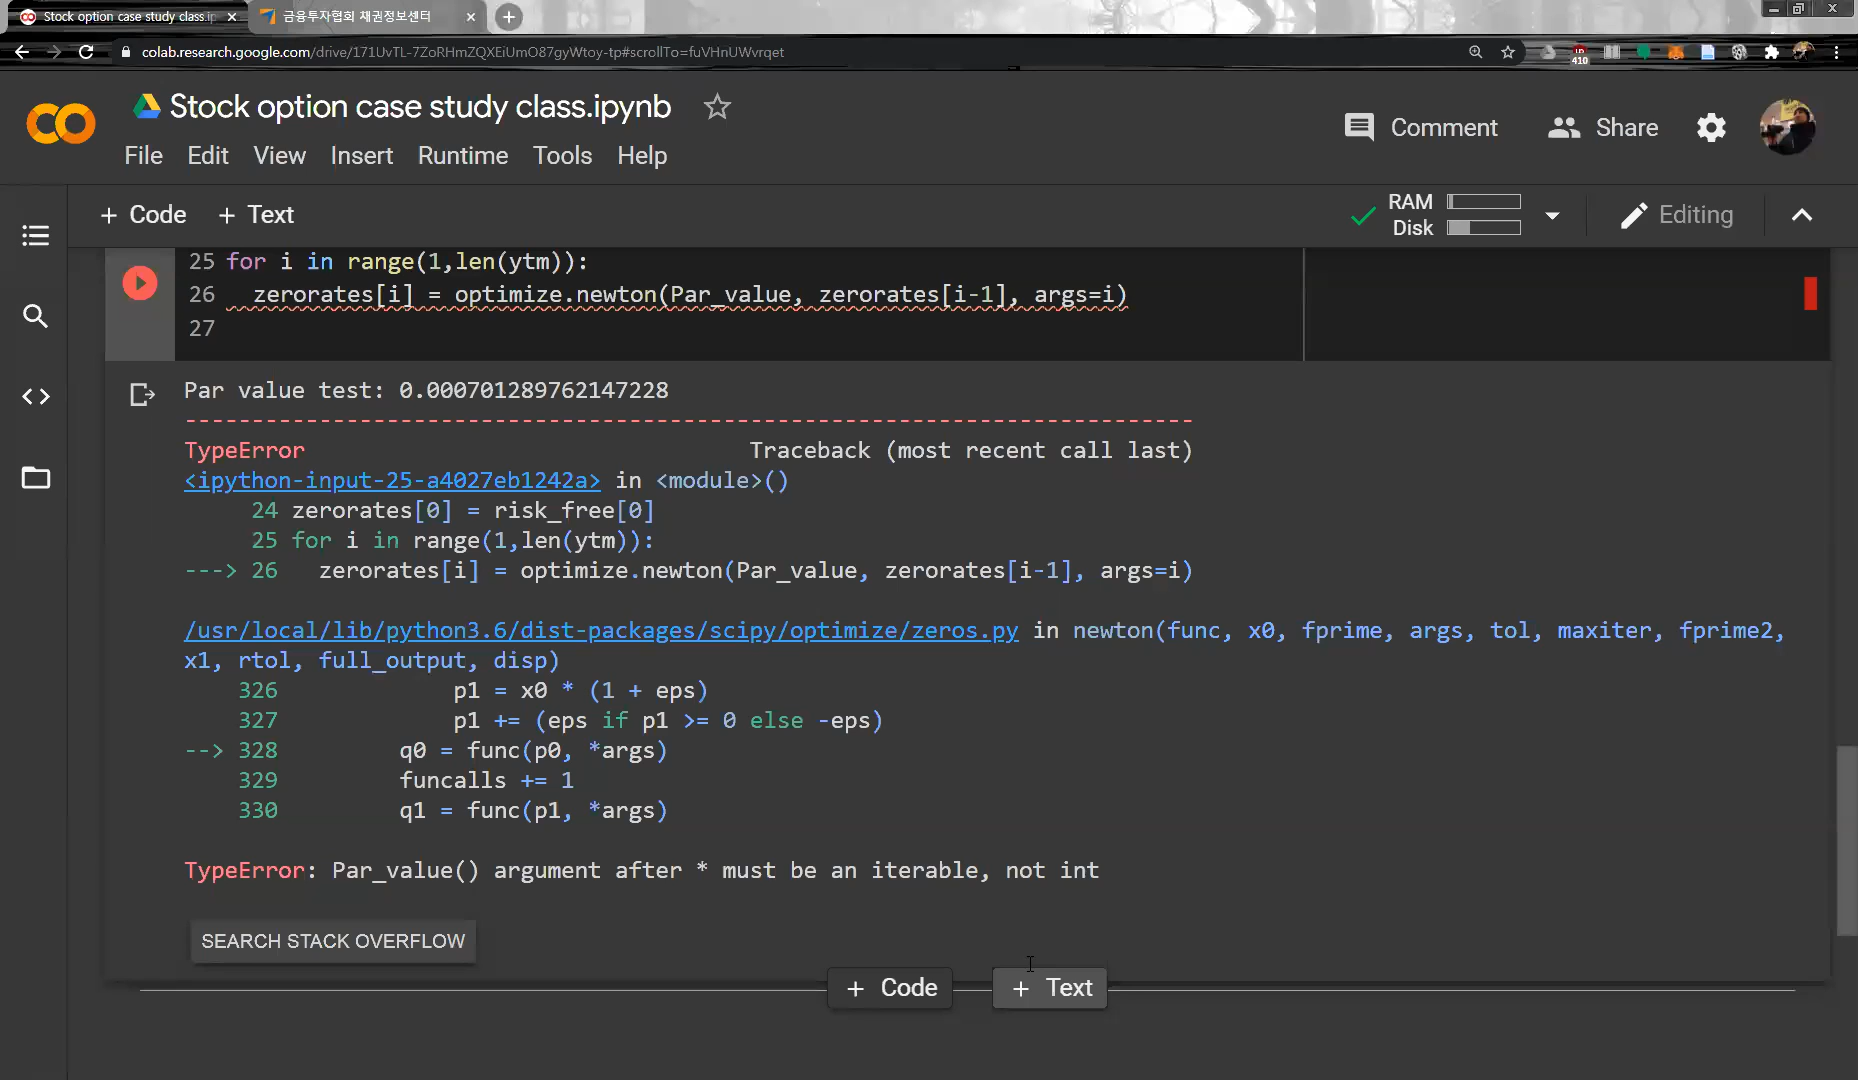 Stock option case study class.ip
금융투자협회 채권정보센터
colab.research.google.com/drive/171UvTL-7ZoRHmZQXEiUmO87gyWtoy-tp#scrollTo=fuVHnUWvrqet
410
Stock option case study class.ipynb
Comment
Share
File Edit View Insert Runtime Tools Help
+ Code + Text
RAM
Disk
Editing
25 for i in range(1,len(ytm)):
26 zerorates[i] = optimize.newton(Par_value, zerorates[i-1], args=i)
27
Par value test: 0.000701289762147228
---------------------------------------------------------------------------
TypeError Traceback (most recent call last)
<ipython-input-25-a4027eb1242a> in <module>()
24 zerorates[0] = risk_free[0]
25 for i in range(1,len(ytm)):
---> 26 zerorates[i] = optimize.newton(Par_value, zerorates[i-1], args=i)
/usr/local/lib/python3.6/dist-packages/scipy/optimize/zeros.py in newton(func, x0, fprime, args, tol, maxiter, fprime2,
x1, rtol, full_output, disp)
326 p1 = x0 * (1 + eps)
327 p1 += (eps if p1 >= 0 else -eps)
--> 328 q0 = func(p0, *args)
329 funcalls += 1
330 q1 = func(p1, *args)
TypeError: Par_value() argument after * must be an iterable, not int
SEARCH STACK OVERFLOW
+ Code + Text